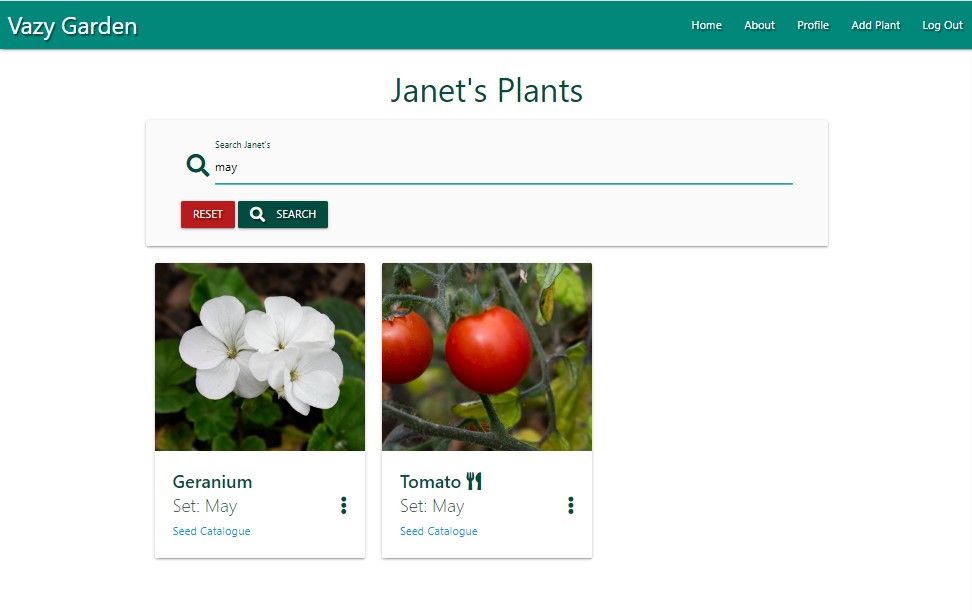 Vazy Garden
Home About Profile Add Plant Log Out
Janet's Plants
Search Janet's
may
RESET SEARCH
Geranium
Set: May
Seed Catalogue
Tomato
Set: May
Seed Catalogue